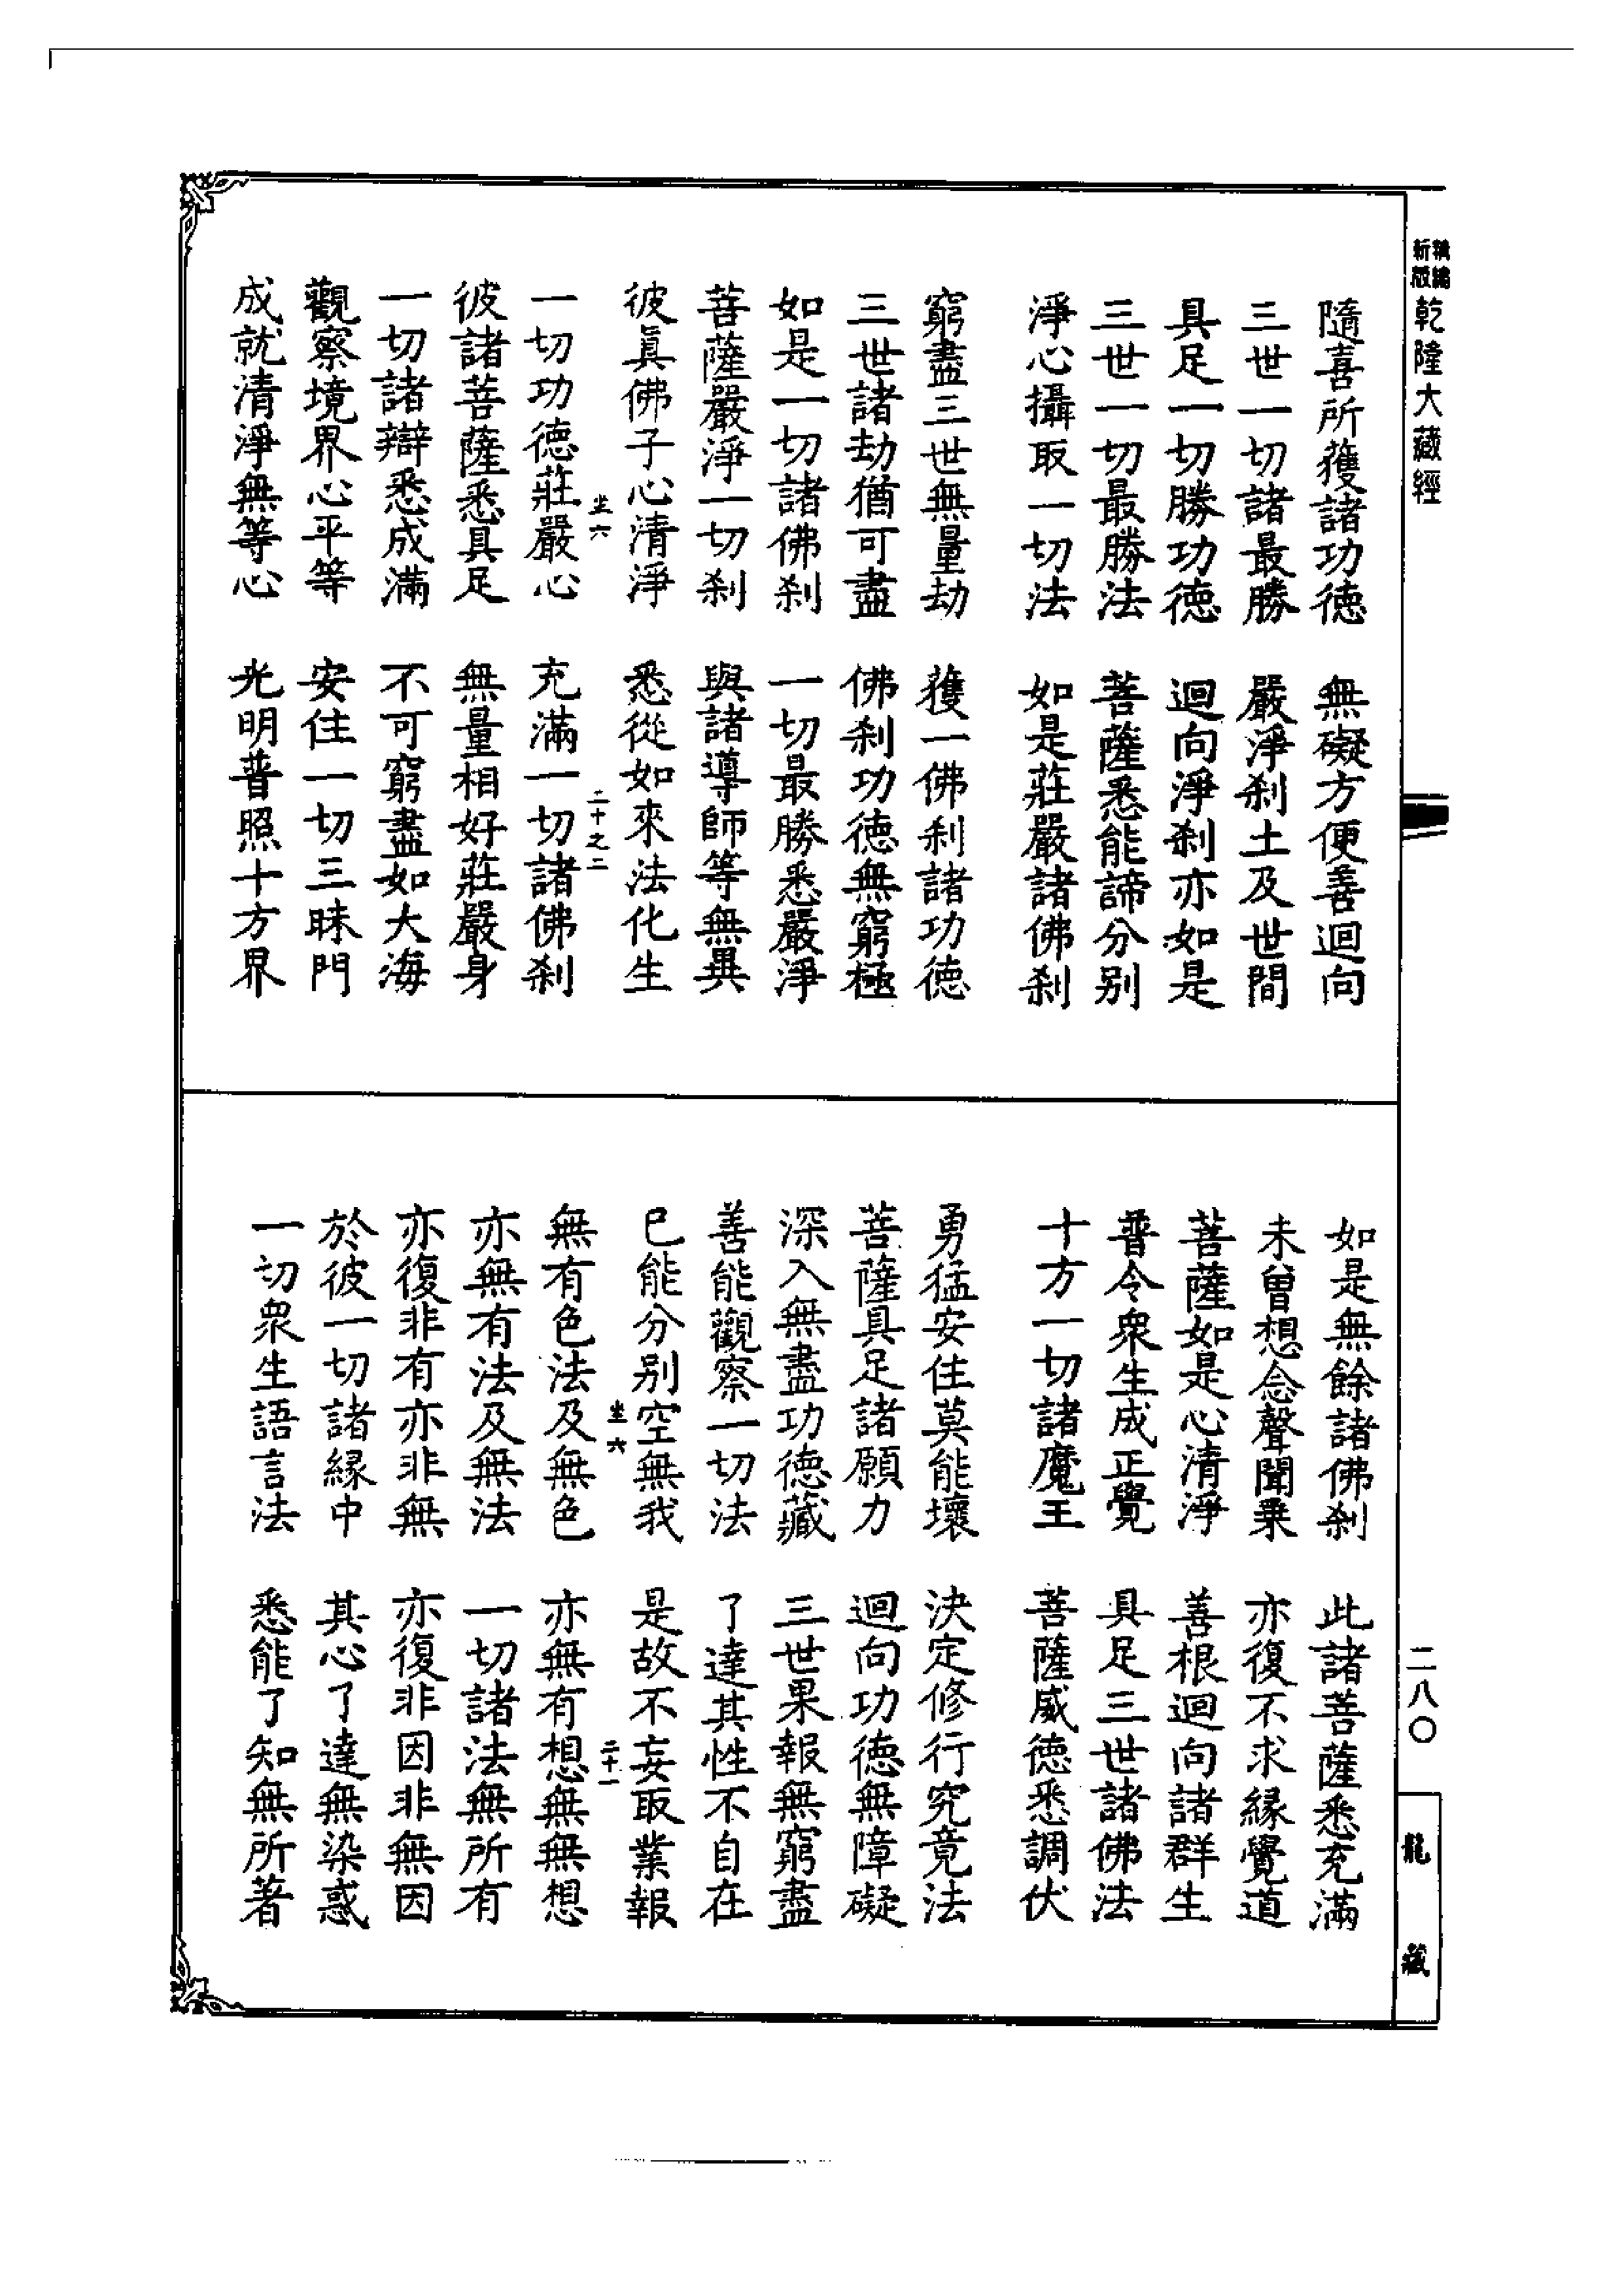 精編
新版
乾隆大藏經
隨喜所獲諸功德　無礙方便善迴向
三世一切諸最勝　嚴淨刹土及世間
具足一切勝功德　迴向淨刹亦如是
三世一切最勝法　菩薩悉能諦分別
淨心攝取一切法　如是莊嚴諸佛刹
窮盡三世無量劫　獲一佛刹諸功德
三世諸劫猶可盡　佛刹功德無窮極
如是一切諸佛刹　一切最勝悉嚴淨
菩薩嚴淨一切刹　與諸導師等無異
彼眞佛子心清淨　悉從如來法化生
坐六　二十之二
一切功德莊嚴心　充滿一切諸佛刹
彼諸菩薩悉具足　無量相好莊嚴身
一切諸辯悉成滿　不可窮盡如大海
觀察境界心平等　安住一切三昧門
成就清淨無等心　光明普照十方界
如是無餘諸佛刹　此諸菩薩悉充滿
未曾想念聲聞乗　亦復不求緣覺道
菩薩如是心清淨　善根迴向諸群生
普令衆生成正覺　具足三世諸佛法
十方一切諸魔王　菩薩威德悉調伏
勇猛安住莫能壞　決定修行究竟法
菩薩具足諸願力　迴向功德無障礙
深入無盡功德藏　三世果報無窮盡
善能觀察一切法　了達其性不自在
已能分別空無我　是故不妄取業報
坐六　二十一
無有色法及無色　亦無有想無無想
亦無有法及無法　一切諸法無所有
亦復非有亦非無　亦復非因非無因
於彼一切諸緣中　其心了達無染惑
一切衆生語言法　悉能了知無所著
二八〇
龍藏